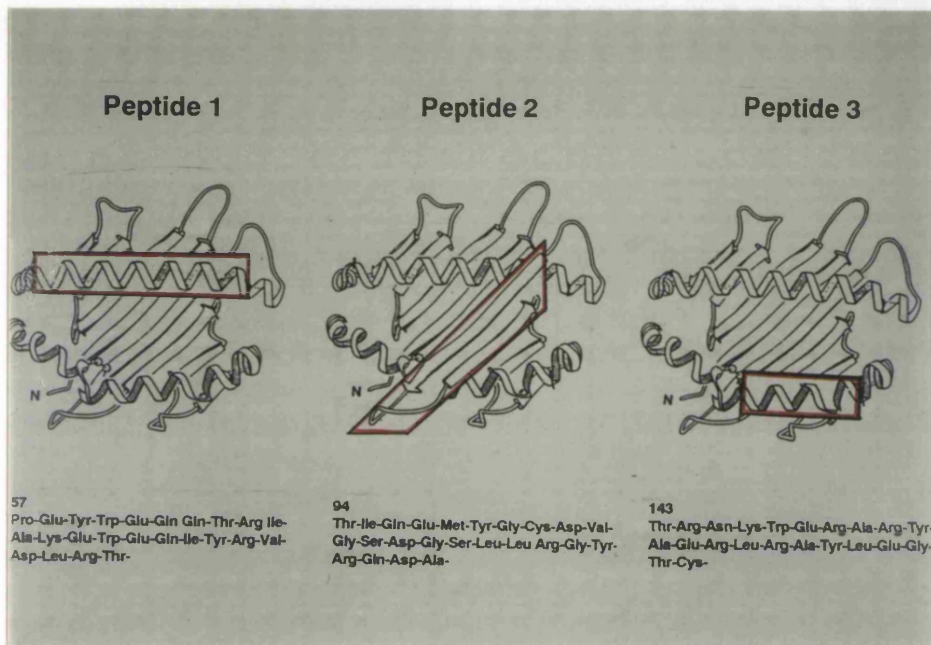 Peptide 1
Peptide 2
Peptide 3
N
N
N
57
Pro-Glu-Tyr-Trp-Glu-Gln Gln-Thr-Arg Ile-
Ala-Lys-Glu-Trp-Glu-Gln-Ile-Tyr-Arg-Val-
Asp-Leu-Arg-Thr-
94
Thr-Ile-Gln-Glu-Met-Tyr-Gly-Cys-Asp-Val-
Gly-Ser-Asp-Gly-Ser-Leu-Leu Arg-Gly-Tyr-
Arg-Gln-Asp-Ala-
143
Thr-Arg-Asn-Lys-Trp-Glu-Arg-Ala-Arg-Tyr-
Ala-Glu-Arg-Leu-Arg-Ala-Tyr-Leu-Glu-Gly-
Thr-Cys-